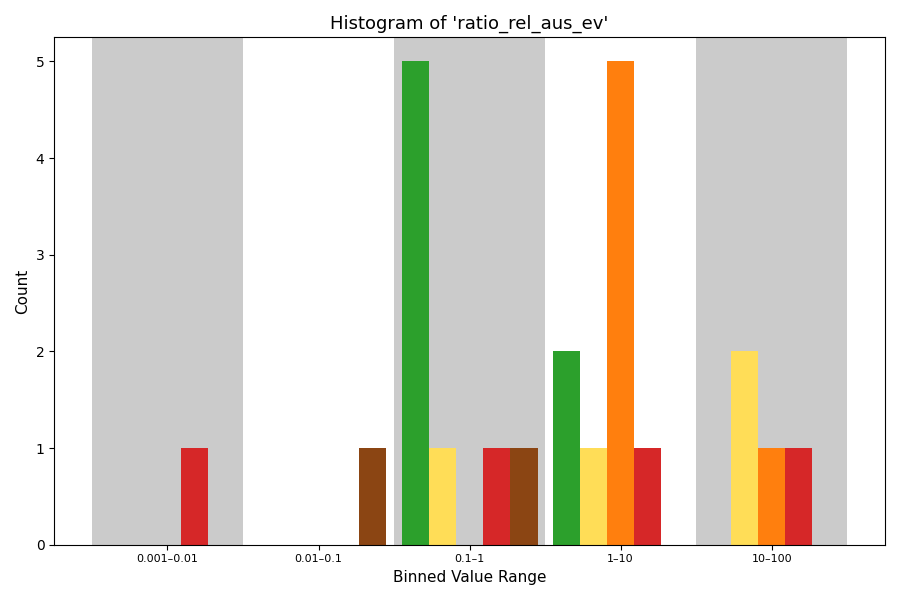 Histogram of 'ratio_rel_aus_ev'
5
4
3
2
1
0
Count
0.001–0.01 0.01–0.1 0.1–1 1–10 10–100
Binned Value Range